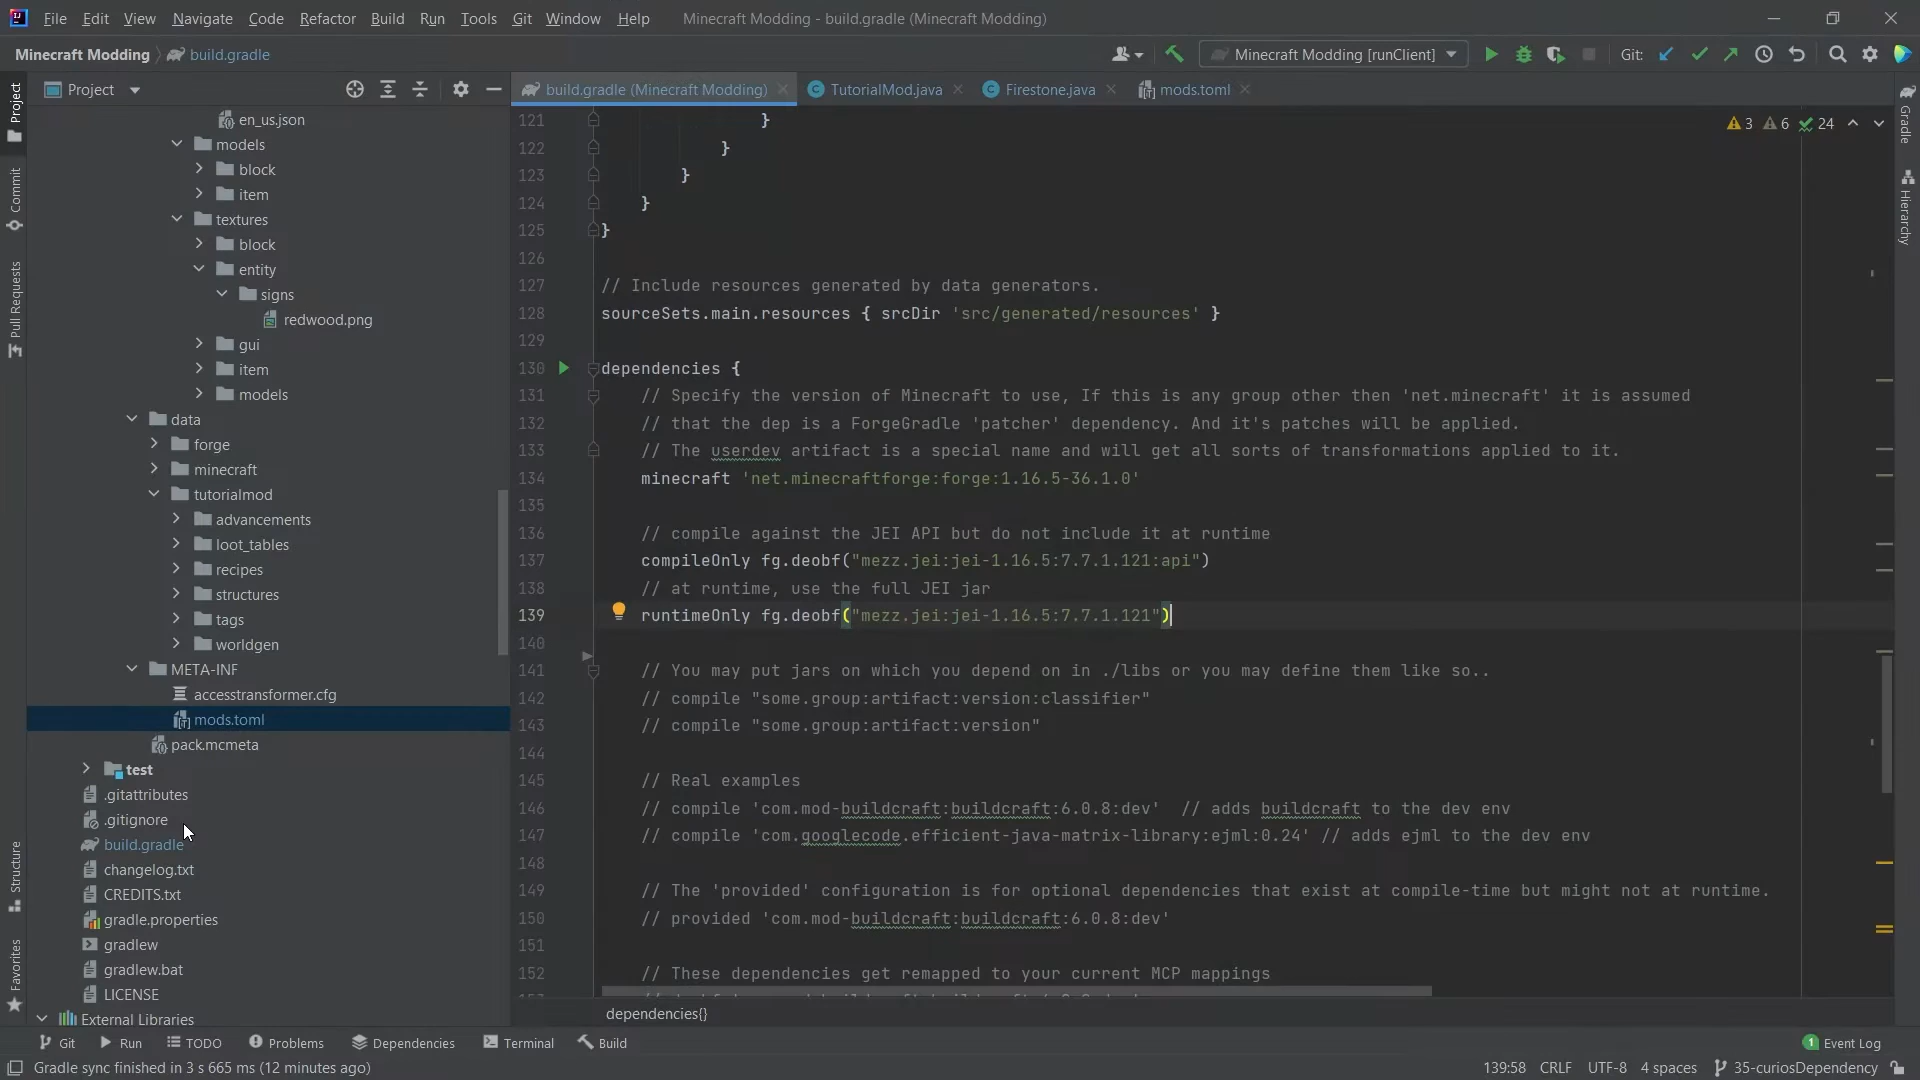 File Edit View Navigate Code Refactor Build Run Tools Git Window Help Minecraft Modding - build.gradle (Minecraft Modding)
Minecraft Modding build.gradle Minecraft Modding [runClient] Git:
Project
build.gradle (Minecraft Modding) TutorialMod.java Firestone.java mods.toml
3 6 24
Project
Commit
Pull Requests
Structure
Favorites
Gradle
Hierarchy
en_us.json
models
block
item
textures
block
entity
signs
redwood.png
gui
item
models
data
forge
minecraft
tutorialmod
advancements
loot_tables
recipes
structures
tags
worldgen
META-INF
accesstransformer.cfg
mods.toml
pack.mcmeta
test
.gitattributes
.gitignore
build.gradle
changelog.txt
CREDITS.txt
gradle.properties
gradlew
gradlew.bat
LICENSE
External Libraries
121 }
122 }
123 }
124 }
125 }
126
127 // Include resources generated by data generators.
128 sourceSets.main.resources { srcDir 'src/generated/resources' }
129
130 dependencies {
131 // Specify the version of Minecraft to use, If this is any group other then 'net.minecraft' it is assumed
132 // that the dep is a ForgeGradle 'patcher' dependency. And it's patches will be applied.
133 // The userdev artifact is a special name and will get all sorts of transformations applied to it.
134 minecraft 'net.minecraftforge:forge:1.16.5-36.1.0'
135
136 // compile against the JEI API but do not include it at runtime
137 compileOnly fg.deobf("mezz.jei:jei-1.16.5:7.7.1.121:api")
138 // at runtime, use the full JEI jar
139 runtimeOnly fg.deobf("mezz.jei:jei-1.16.5:7.7.1.121")
140
141 // You may put jars on which you depend on in ./libs or you may define them like so..
142 // compile "some.group:artifact:version:classifier"
143 // compile "some.group:artifact:version"
144
145 // Real examples
146 // compile 'com.mod-buildcraft:buildcraft:6.0.8:dev' // adds buildcraft to the dev env
147 // compile 'com.googlecode.efficient-java-matrix-library:ejml:0.24' // adds ejml to the dev env
148
149 // The 'provided' configuration is for optional dependencies that exist at compile-time but might not at runtime.
150 // provided 'com.mod-buildcraft:buildcraft:6.0.8:dev'
151
152 // These dependencies get remapped to your current MCP mappings
dependencies{}
Git Run TODO Problems Dependencies Terminal Build 1 Event Log
Gradle sync finished in 3 s 665 ms (12 minutes ago) 139:58 CRLF UTF-8 4 spaces 35-curiosDependency